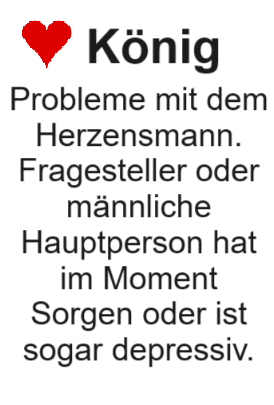 König
Probleme mit dem
Herzensmann.
Fragesteller oder
männliche
Hauptperson hat
im Moment
Sorgen oder ist
sogar depressiv.